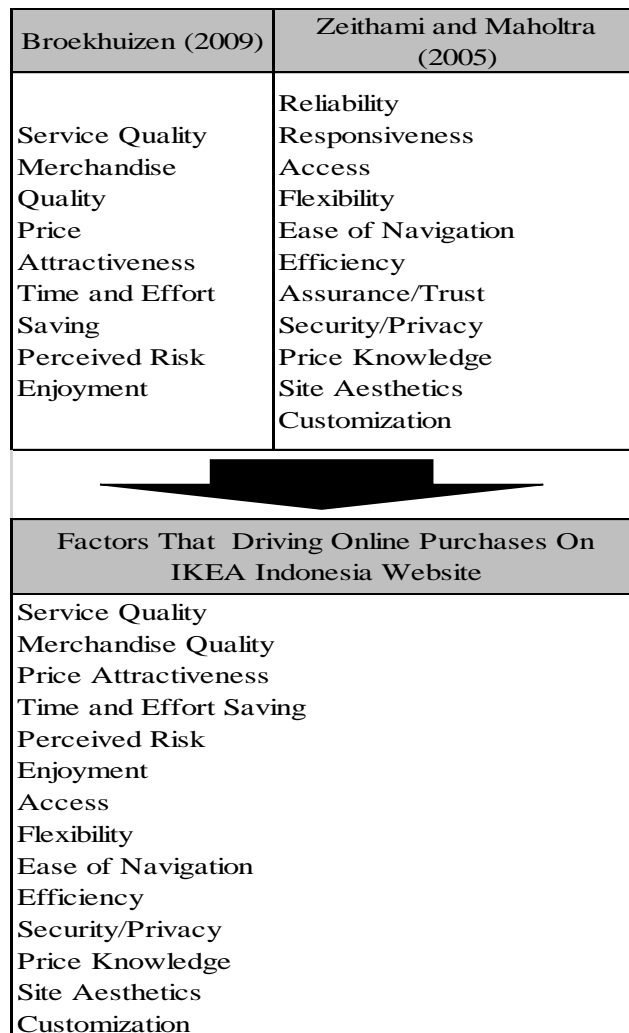 Broekhuizen (2009)
Zeithami and Maholtra
(2005)
Service Quality
Merchandise
Quality
Price
Attractiveness
Time and Effort
Saving
Perceived Risk
Enjoyment
Reliability
Responsiveness
Access
Flexibility
Ease of Navigation
Efficiency
Assurance/Trust
Security/Privacy
Price Knowledge
Site Aesthetics
Customization
Factors That Driving Online Purchases On
IKEA Indonesia Website
Service Quality
Merchandise Quality
Price Attractiveness
Time and Effort Saving
Perceived Risk
Enjoyment
Access
Flexibility
Ease of Navigation
Efficiency
Security/Privacy
Price Knowledge
Site Aesthetics
Customization